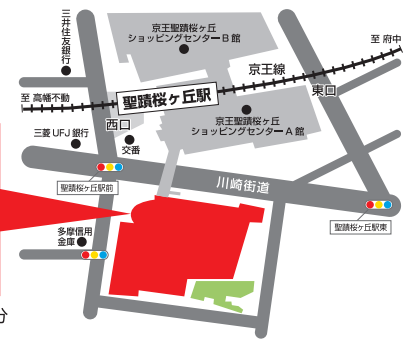 三井住友
銀行
京王聖蹟桜ヶ丘
ショッピングセンターB館
至 府中
京王線
東口
至 高幡不動
聖蹟桜ヶ丘駅
西口
京王聖蹟桜ヶ丘
ショッピングセンターA館
三菱UFJ銀行
交番
川崎街道
聖蹟桜ヶ丘駅前
聖蹟桜ヶ丘駅東
多摩信用
金庫
分